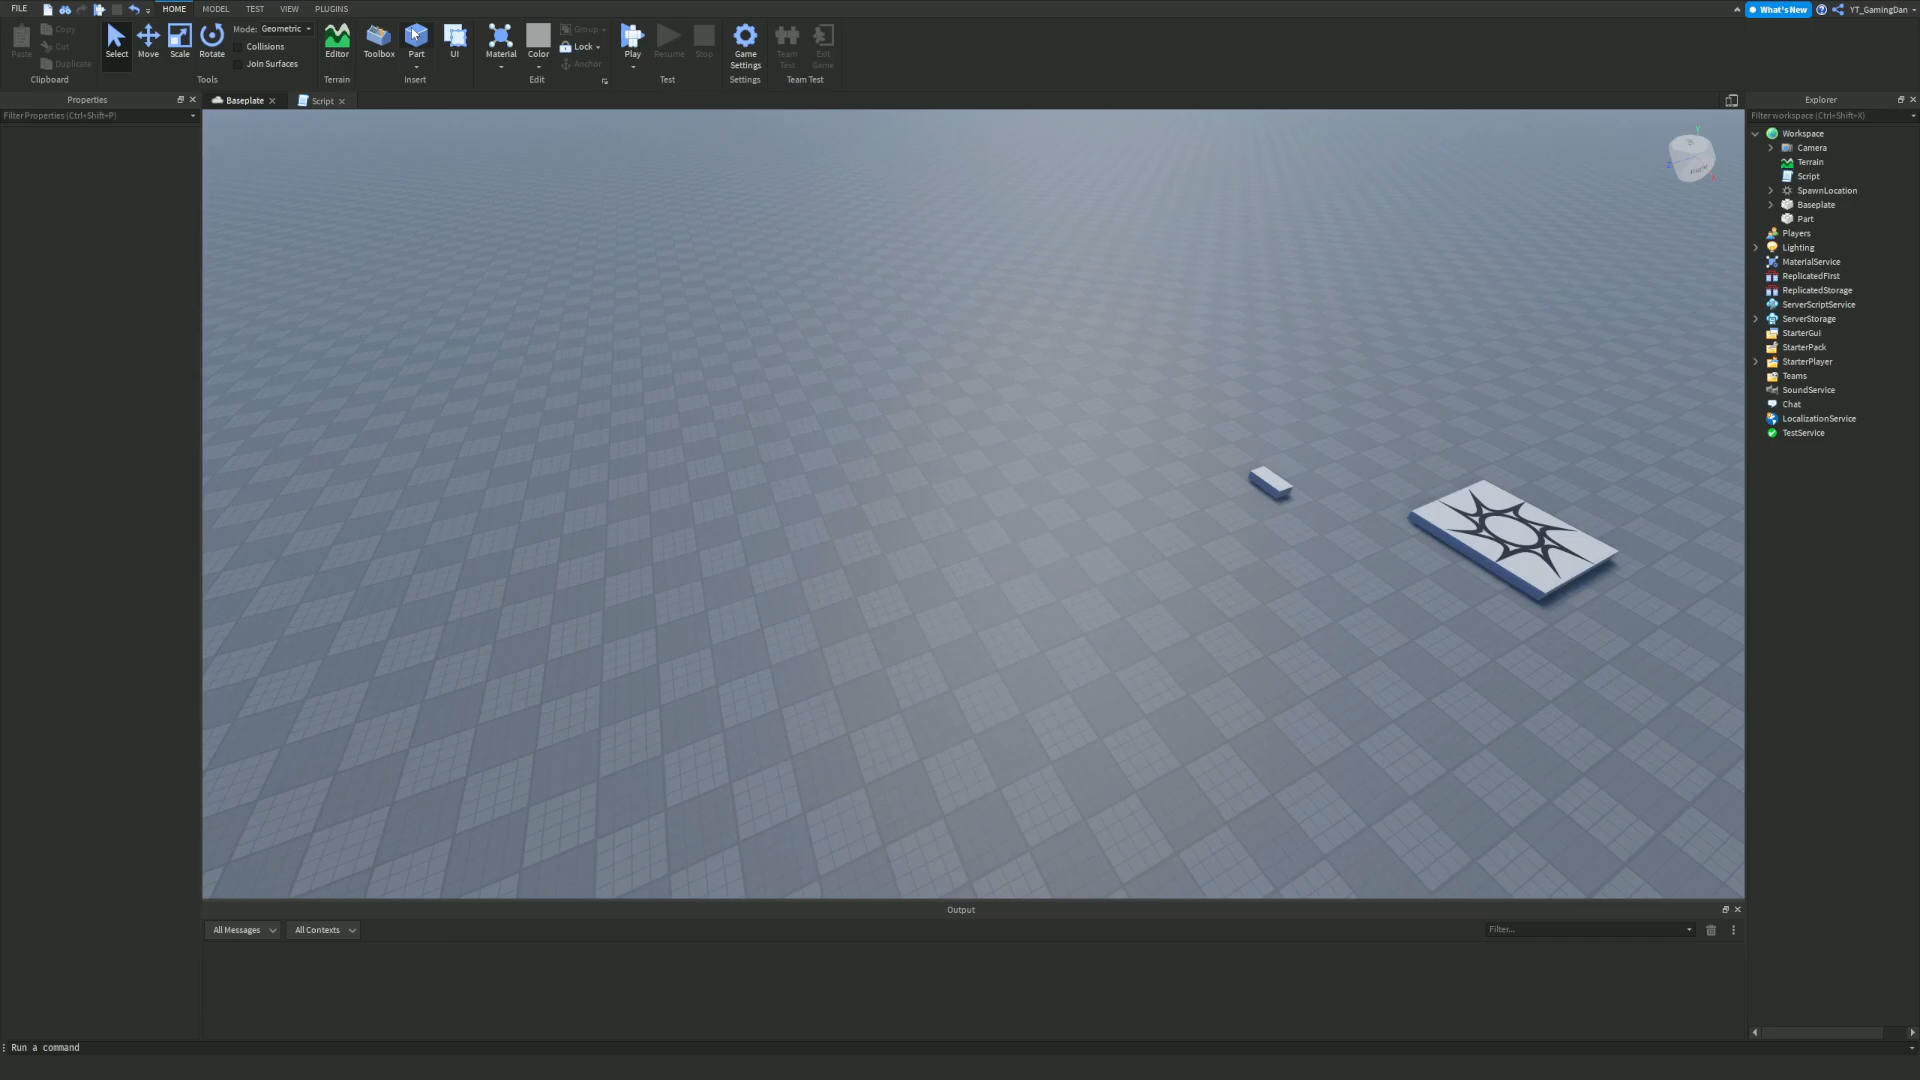 FILE
HOME
MODEL
TEST
VIEW
PLUGINS
What's New
YT_GamingDan
Paste
Copy
Cut
Duplicate
Clipboard
Select
Move
Scale
Rotate
Mode: Geometric
Collisions
Join Surfaces
Tools
Editor
Terrain
Toolbox
Part
UI
Insert
Material
Color
Group
Lock
Anchor
Edit
Play
Resume
Stop
Test
Game
Settings
Settings
Team
Test
Exit
Game
Team Test
Properties
Filter Properties (Ctrl+Shift+P)
Baseplate
Script
Explorer
Filter workspace (Ctrl+Shift+X)
Workspace
Camera
Terrain
Script
SpawnLocation
Baseplate
Part
Players
Lighting
MaterialService
ReplicatedFirst
ReplicatedStorage
ServerScriptService
ServerStorage
StarterGui
StarterPack
StarterPlayer
Teams
SoundService
Chat
LocalizationService
TestService
Y
Z
Output
All Messages
All Contexts
Filter...
Run a command